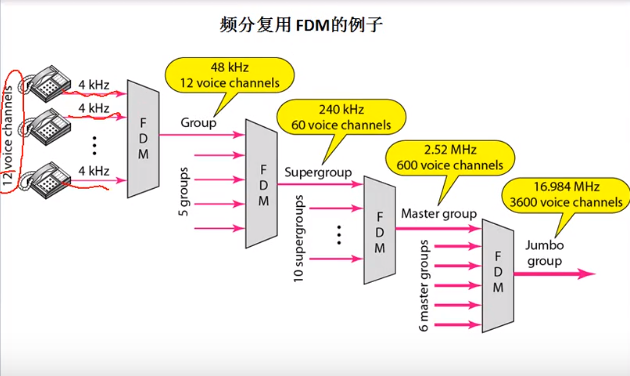 频分复用 FDM的例子
12 voice channels
4 kHz
4 kHz
4 kHz
F
D
M
48 kHz
12 voice channels
Group
5 groups
F
D
M
240 kHz
60 voice channels
Supergroup
10 supergroups
F
D
M
2.52 MHz
600 voice channels
Master group
6 master groups
F
D
M
16.984 MHz
3600 voice channels
Jumbo
group